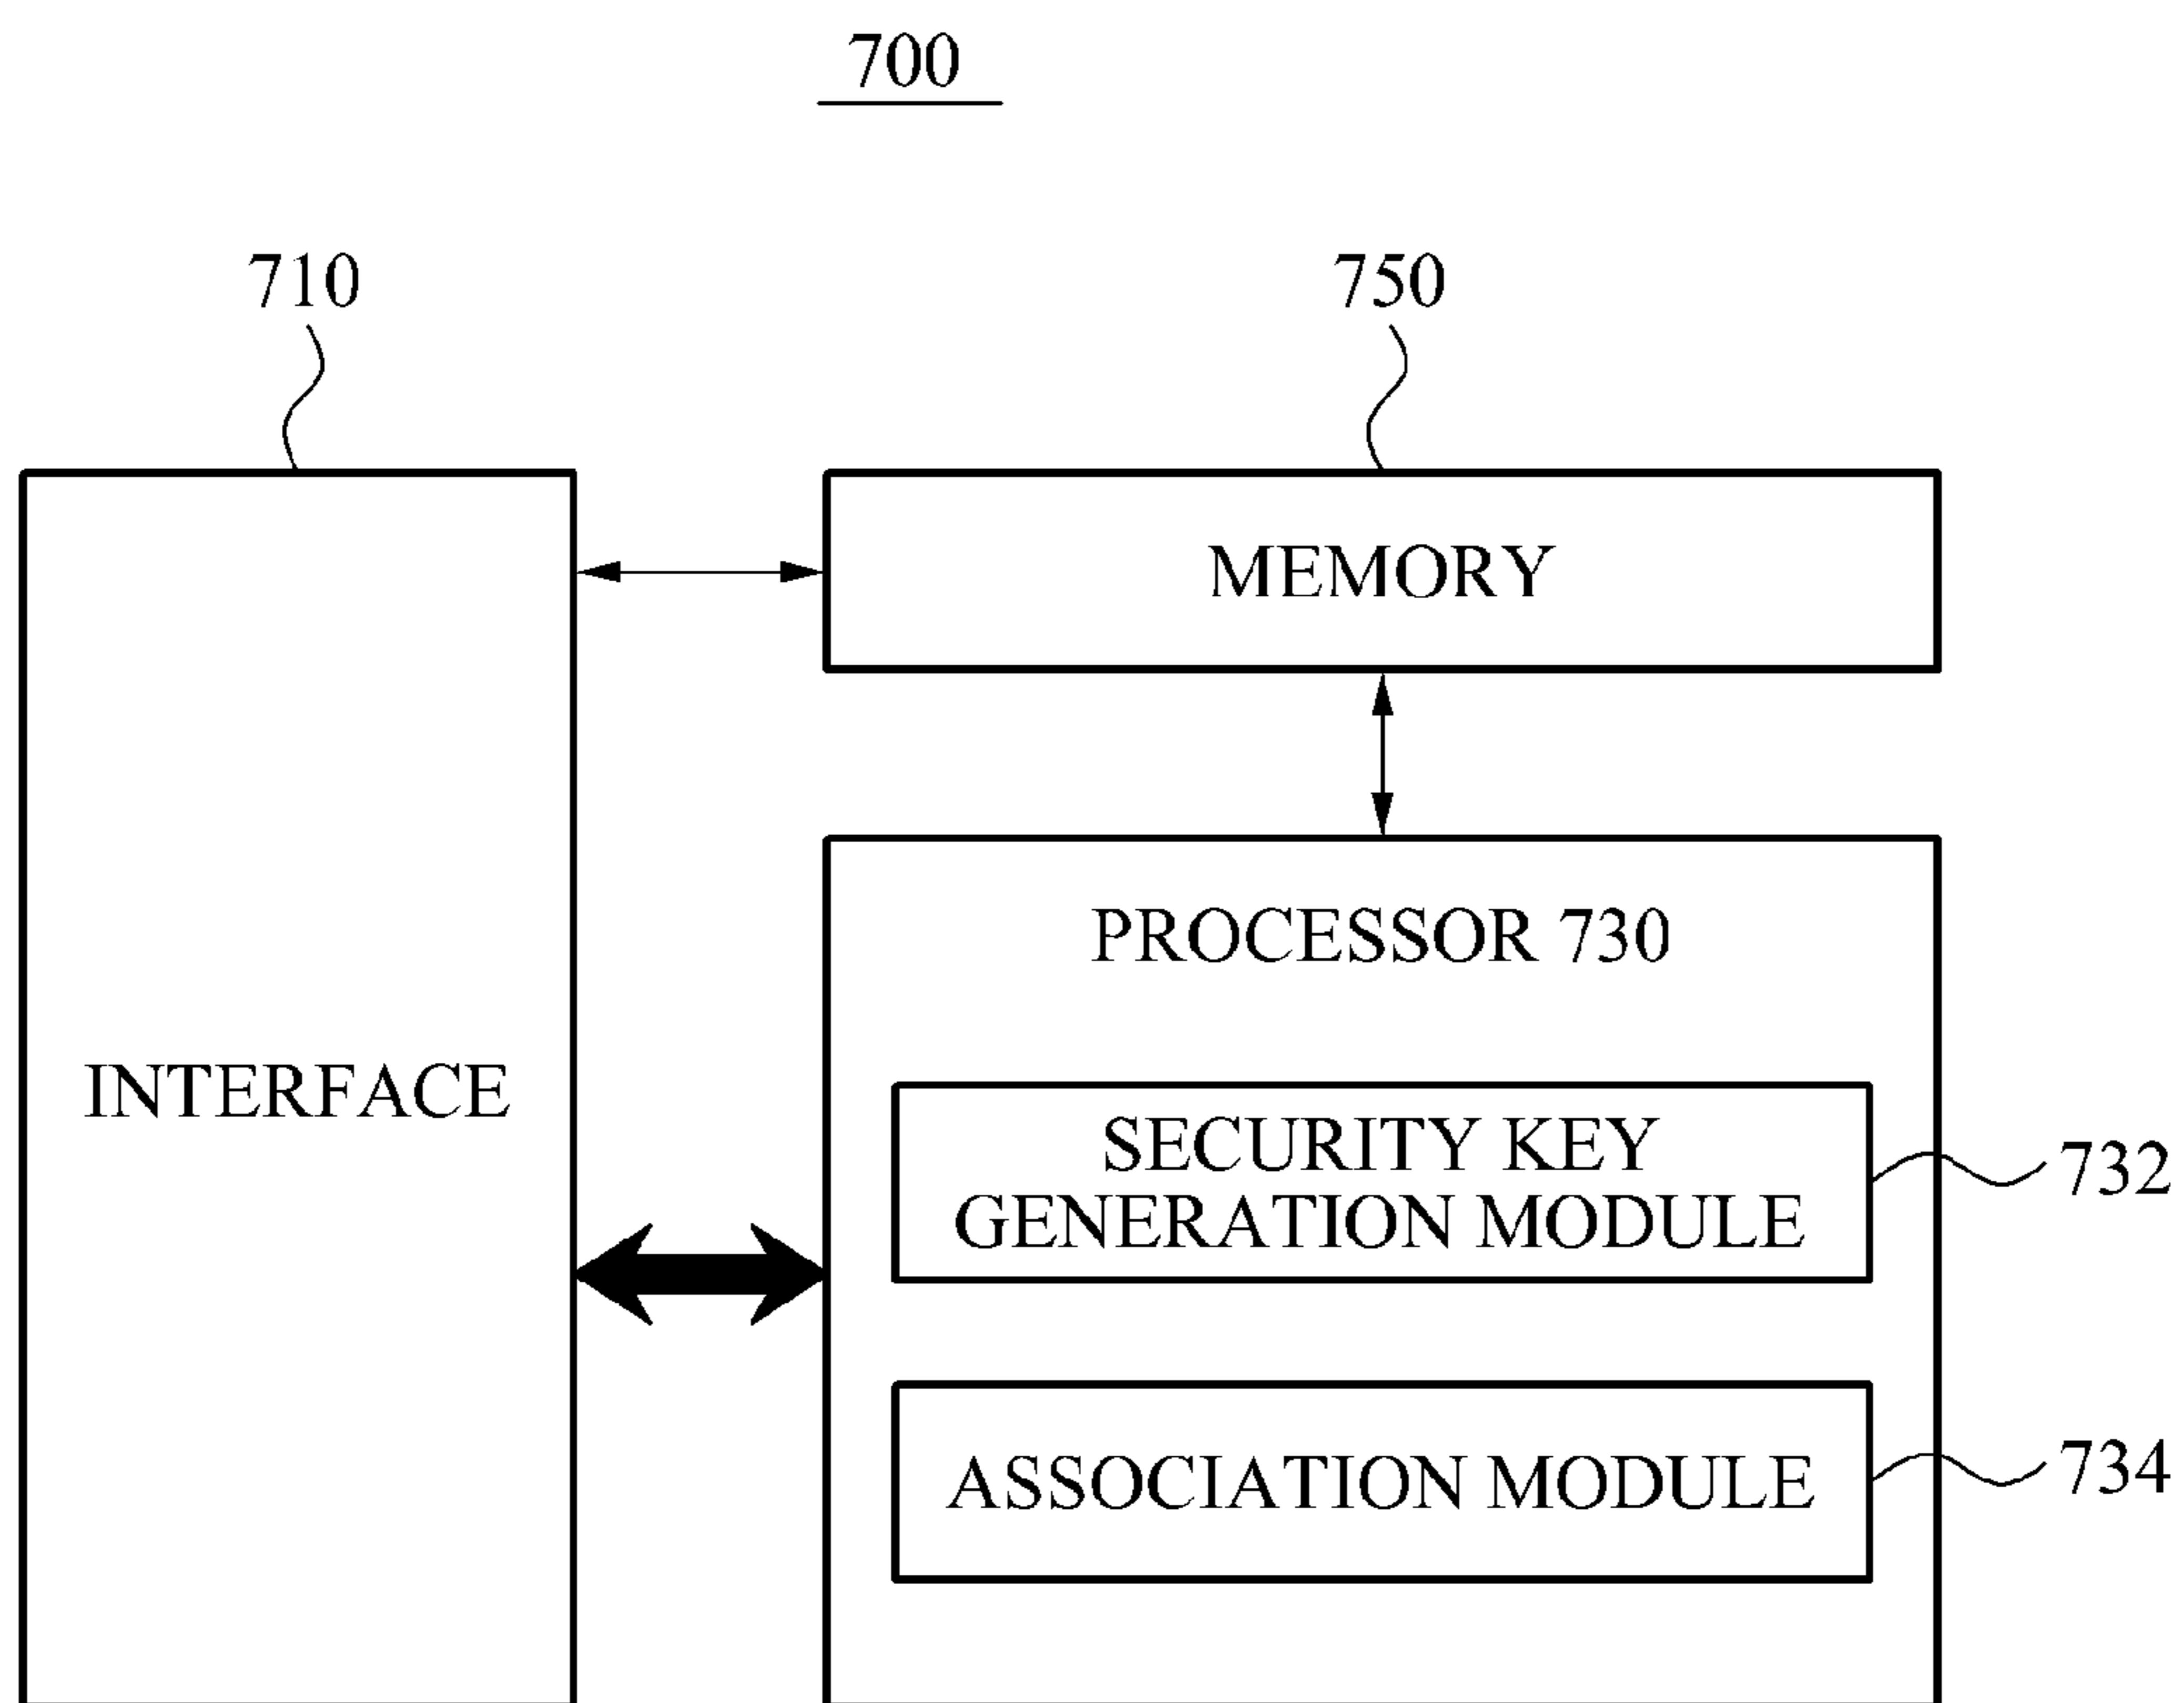 700
710
750
MEMORY
PROCESSOR 730
INTERFACE
SECURITY KEY
GENERATION MODULE
732
ASSOCIATION MODULE
734